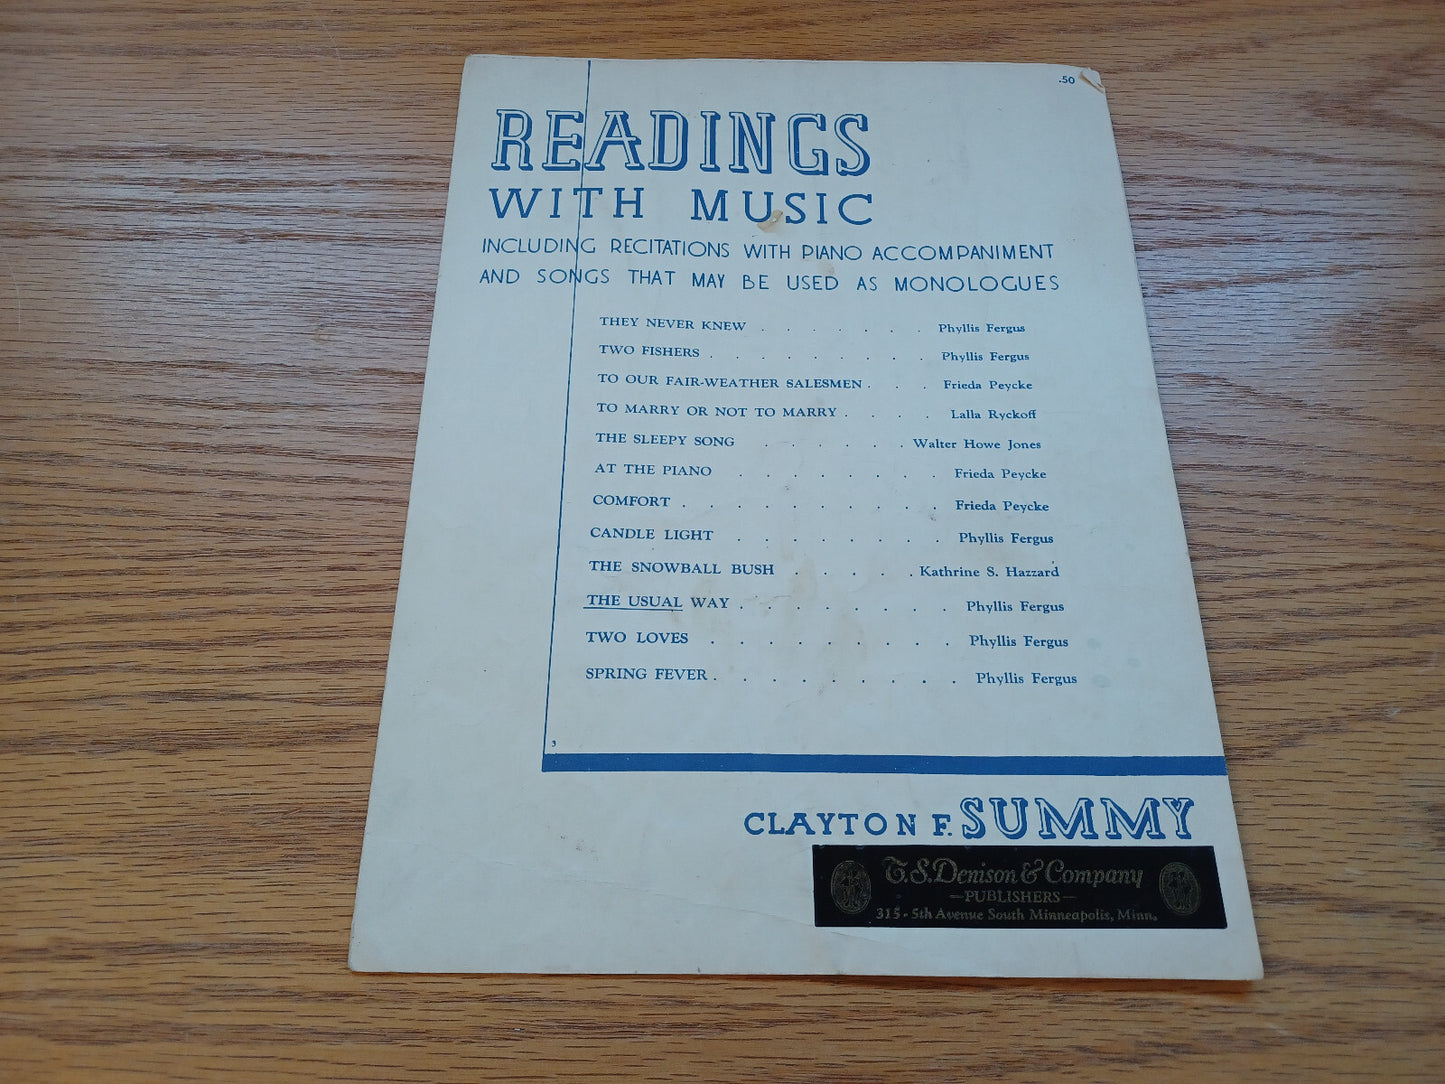 .50
READINGS
WITH MUSIC
INCLUDING RECITATIONS WITH PIANO ACCOMPANIMENT
AND SONGS THAT MAY BE USED AS MONOLOGUES
THEY NEVER KNEW . . . . . . . Phyllis Fergus
TWO FISHERS . . . . . . . . . Phyllis Fergus
TO OUR FAIR-WEATHER SALESMEN . . . Frieda Peycke
TO MARRY OR NOT TO MARRY . . . . Lalla Ryckoff
THE SLEEPY SONG . . . . . . Walter Howe Jones
AT THE PIANO . . . . . . . . Frieda Peycke
COMFORT . . . . . . . . . . Frieda Peycke
CANDLE LIGHT . . . . . . . . Phyllis Fergus
THE SNOWBALL BUSH . . . . . Kathrine S. Hazzard
THE USUAL WAY . . . . . . . . Phyllis Fergus
TWO LOVES . . . . . . . . . Phyllis Fergus
SPRING FEVER . . . . . . . . . Phyllis Fergus
3
CLAYTON F. SUMMY
T.S. Denison & Company
—PUBLISHERS—
315 - 5th Avenue South Minneapolis, Minn.